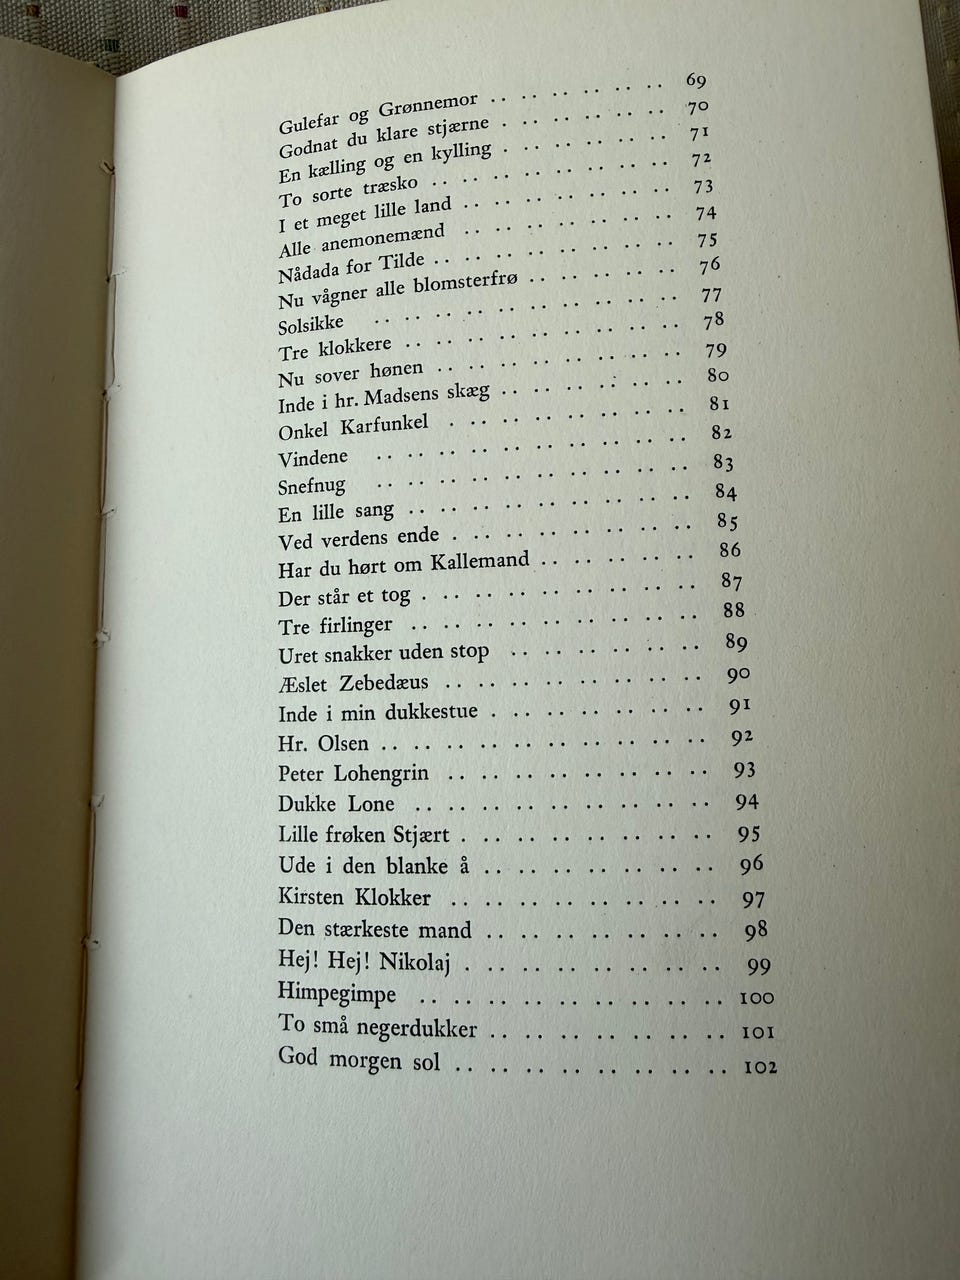 Gulefar og Grønnemor .. .. .. .. .. 69
Godnat du klare stjærne . .. .. .. .. 70
En kælling og en kylling . .. .. .. .. 71
To sorte træsko .. .. .. .. .. .. 72
I et meget lille land .. .. .. .. .. .. 73
Alle anemonemænd .. .. .. .. .. .. 74
Nådada for Tilde .. .. .. .. .. .. 75
Nu vågner alle blomsterfrø .. .. .. .. 76
Solsikke .. .. .. .. .. .. .. .. 77
Tre klokkere .. .. .. .. .. .. .. 78
Nu sover hønen .. .. .. .. .. .. .. 79
Inde i hr. Madsens skæg .. .. .. .. .. 80
Onkel Karfunkel . .. .. .. .. .. .. 81
Vindene .. .. .. .. .. .. .. .. 82
Snefnug .. .. .. .. .. .. .. .. 83
En lille sang .. .. .. .. .. .. .. 84
Ved verdens ende . .. .. .. .. .. .. 85
Har du hørt om Kallemand .. .. .. .. 86
Der står et tog . .. .. .. .. .. .. 87
Tre firlinger .. .. .. .. .. .. .. 88
Uret snakker uden stop .. .. .. .. .. 89
Æslet Zebedæus .. .. .. .. .. .. .. 90
Inde i min dukkestue . .. .. .. .. .. 91
Hr. Olsen .. .. .. .. .. .. .. .. 92
Peter Lohengrin .. .. .. .. .. .. .. 93
Dukke Lone .. .. .. .. .. .. .. .. 94
Lille frøken Stjært . .. .. .. .. .. .. 95
Ude i den blanke å .. .. .. .. .. .. 96
Kirsten Klokker .. .. .. .. .. .. .. 97
Den stærkeste mand .. .. .. .. .. .. 98
Hej! Hej! Nikolaj . .. .. .. .. .. .. 99
Himpegimpe .. .. .. .. .. .. .. .. 100
To små negerdukker .. .. .. .. .. .. 101
God morgen sol .. .. .. .. .. .. .. 102